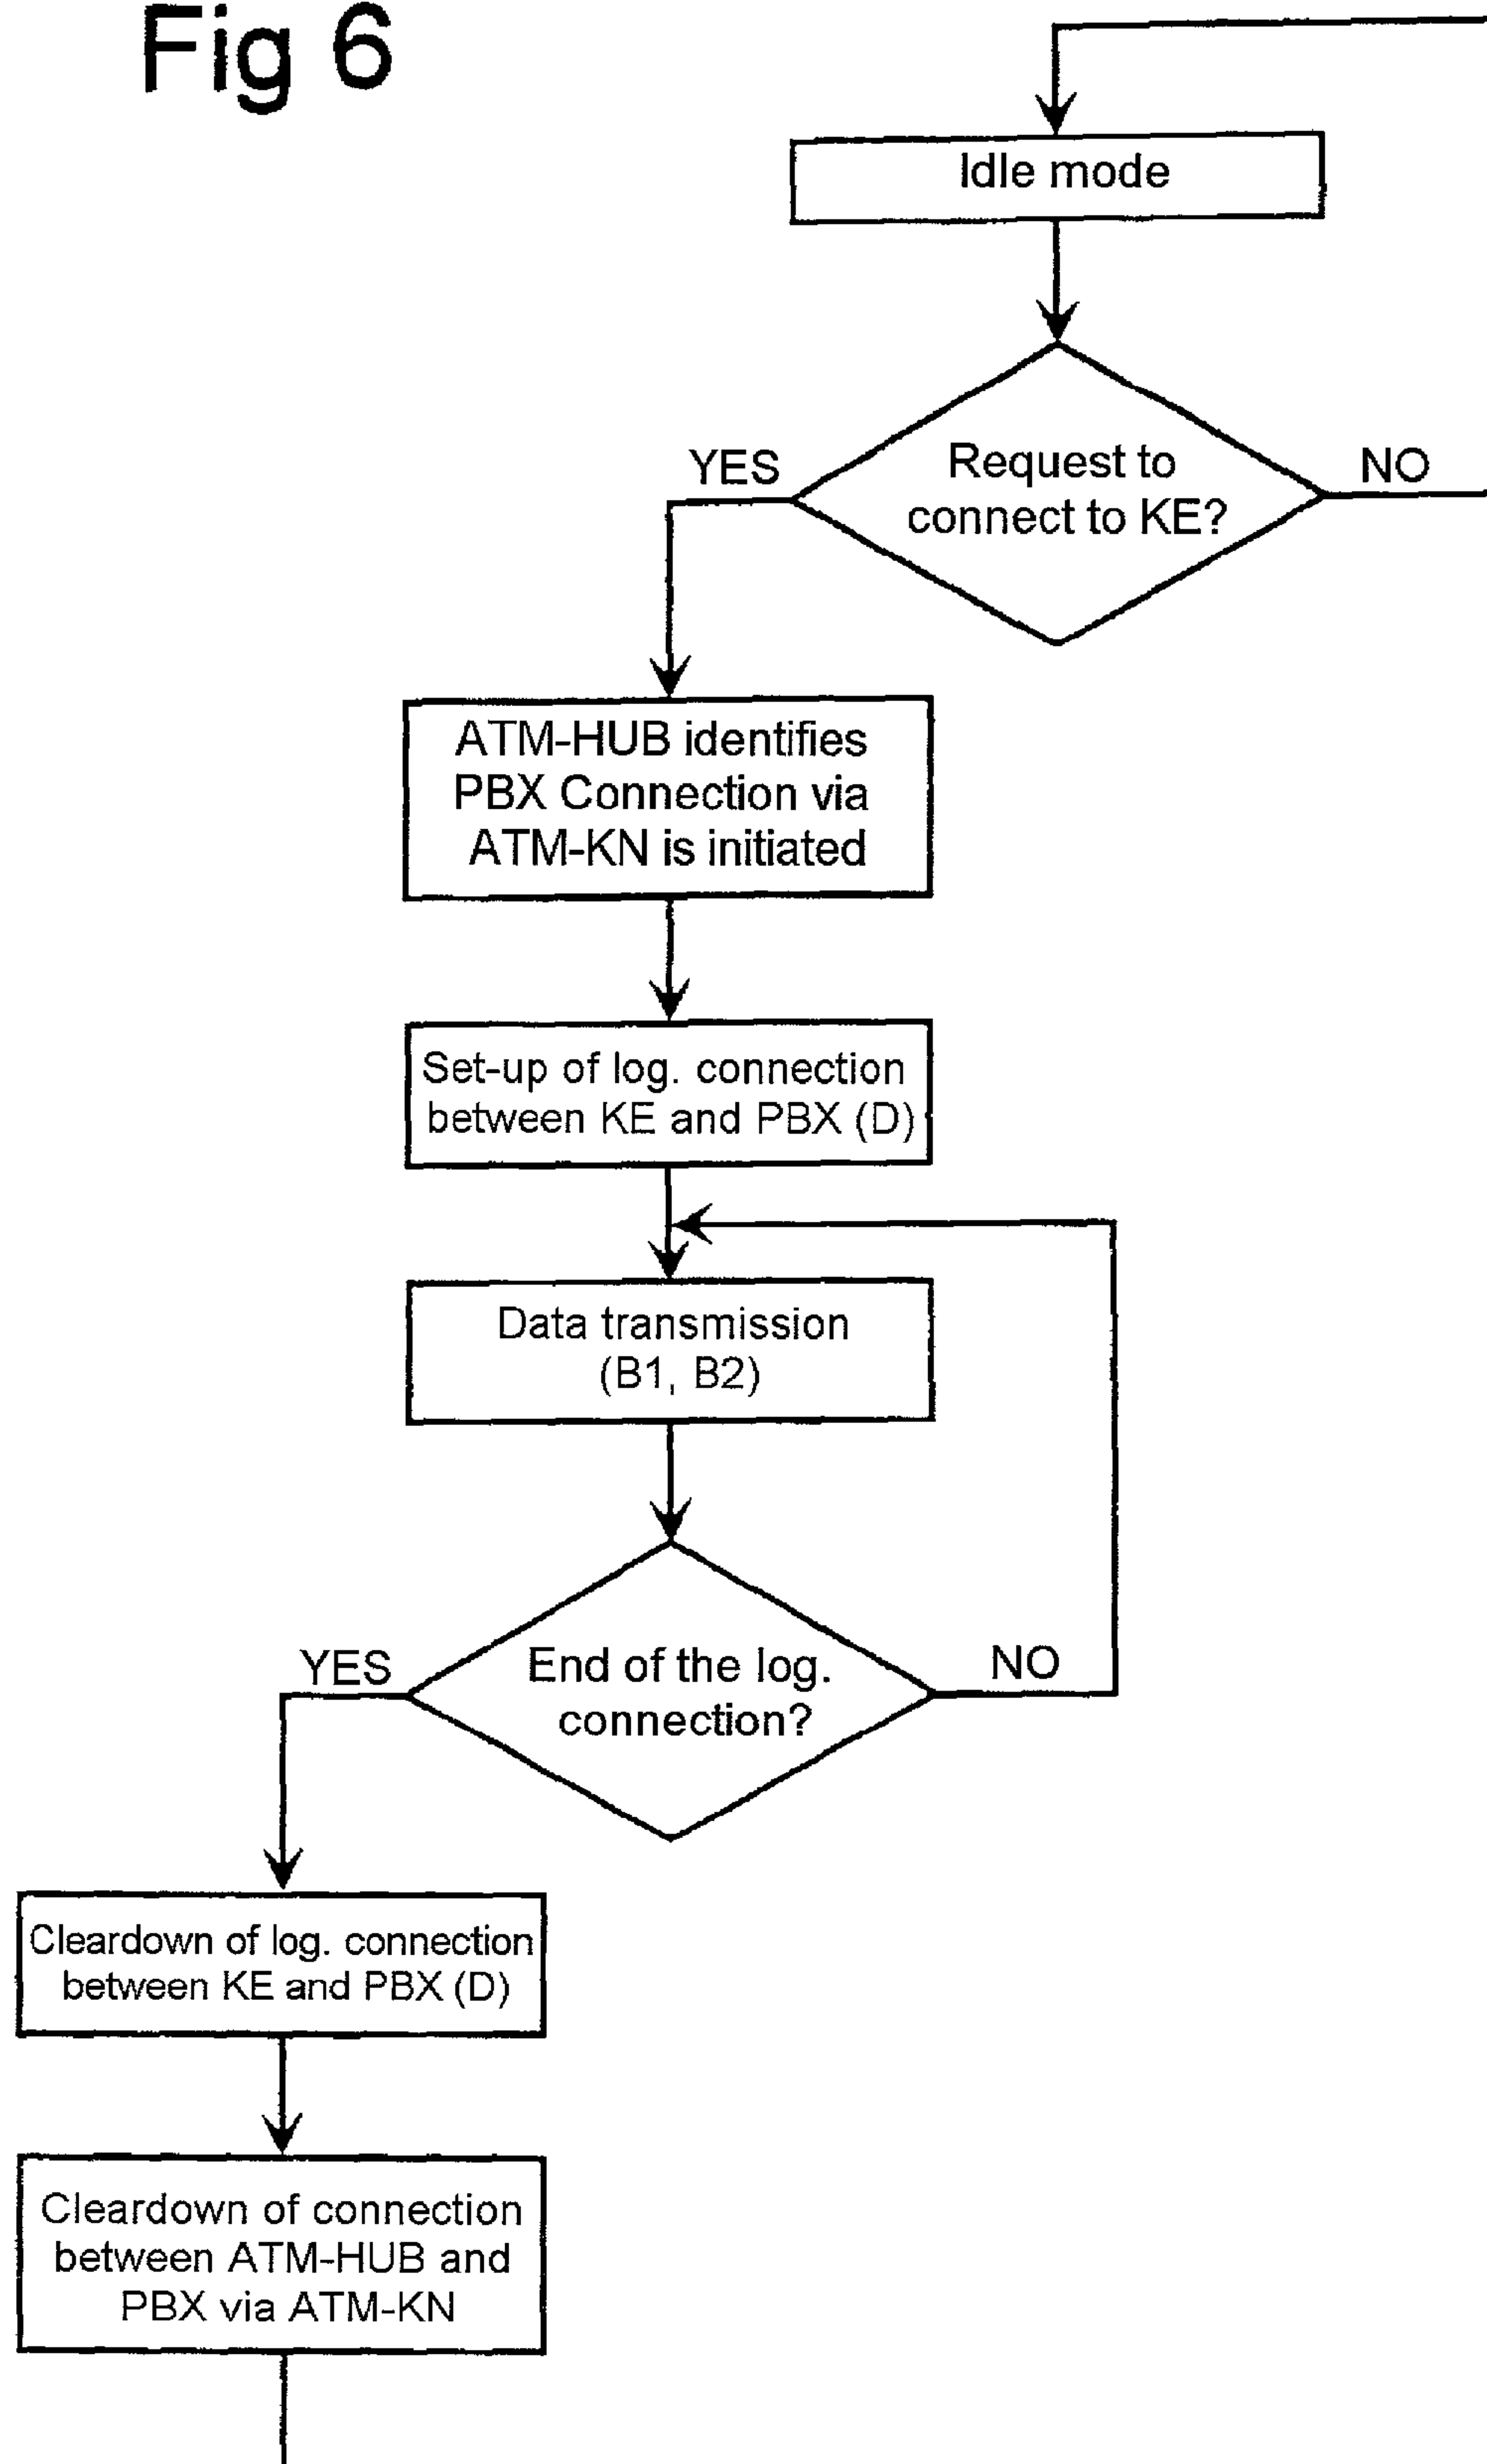 Fig 6
Idle mode
Request to
connect to KE?
YES
NO
ATM-HUB identifies
PBX Connection via
ATM-KN is initiated
Set-up of log. connection
between KE and PBX (D)
Data transmission
(B1, B2)
End of the log.
connection?
YES
NO
Cleardown of log. connection
between KE and PBX (D)
Cleardown of connection
between ATM-HUB and
PBX via ATM-KN